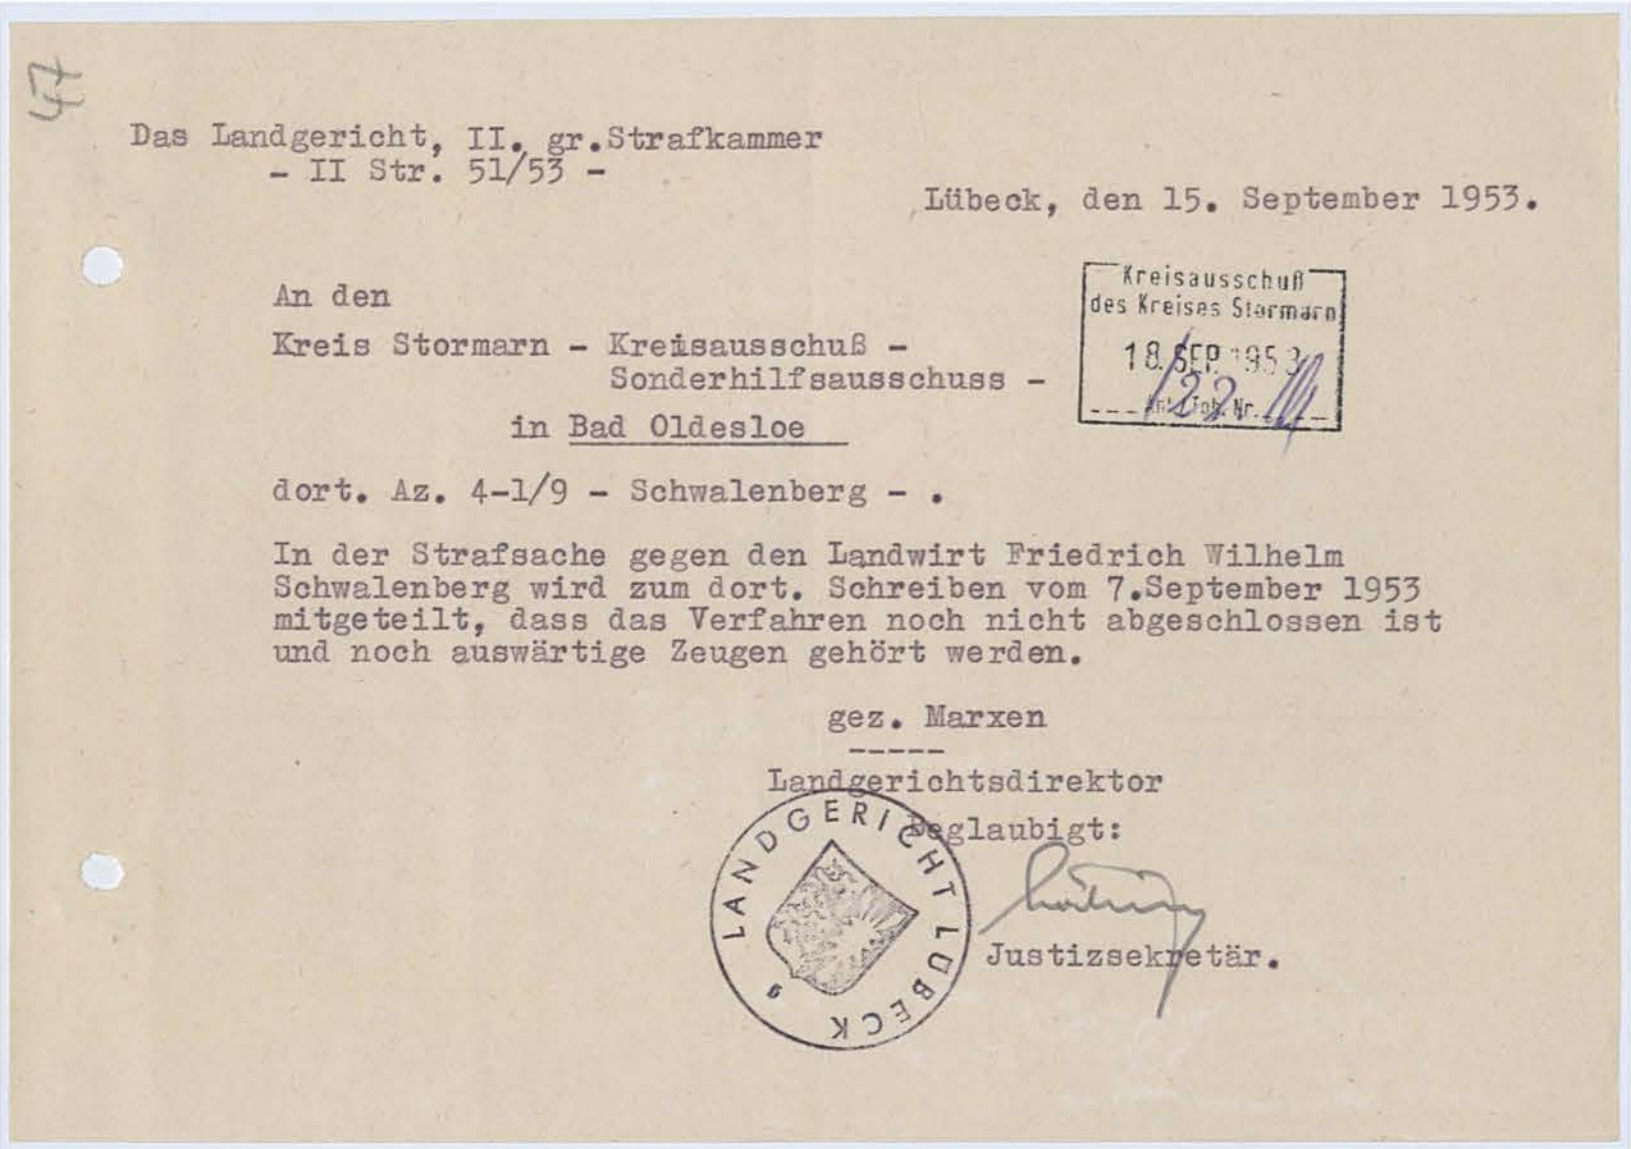 47
Das Landgericht, II. gr.Strafkammer
- II Str. 51/53 -
Lübeck, den 15. September 1953.
Kreisausschuß
des Kreises Stormarn
18. SEP. 1953
An den
Kreis Stormarn - Kreisausschuß -
Sonderhilfsausschuss -
in Bad Oldesloe
dort. Az. 4-1/9 - Schwalenberg - .
In der Strafsache gegen den Landwirt Friedrich Wilhelm
Schwalenberg wird zum dort. Schreiben vom 7.September 1953
mitgeteilt, dass das Verfahren noch nicht abgeschlossen ist
und noch auswärtige Zeugen gehört werden.
gez. Marxen
-----
Landgerichtsdirektor
Beglaubigt:
LANDGERICHT LÜBECK
Justizsekretär.